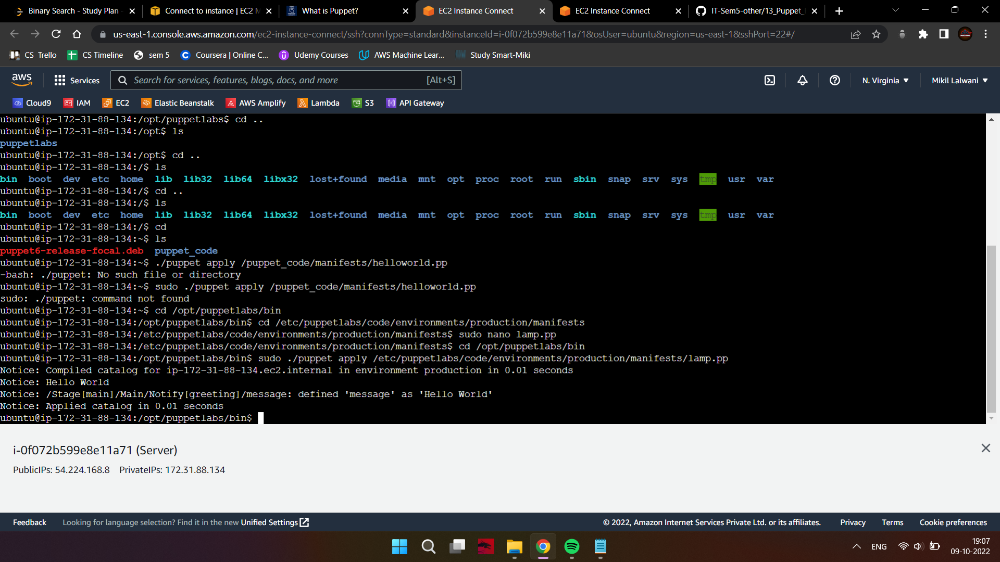 Binary Search - Study Plan -
Connect to instance | EC2 M
What is Puppet?
EC2 Instance Connect
EC2 Instance Connect
IT-Sem5-other/13_Puppet_
us-east-1.console.aws.amazon.com/ec2-instance-connect/ssh?connType=standard&instanceId=i-0f072b599e8e11a71&osUser=ubuntu&region=us-east-1&sshPort=22#/
CS Trello
CS Timeline
sem 5
Coursera | Online C...
Udemy Courses
AWS Machine Lear...
Study Smart-Miki
aws
Services
Search for services, features, blogs, docs, and more
[Alt+S]
N. Virginia
Mikil Lalwani
Cloud9
IAM
EC2
Elastic Beanstalk
AWS Amplify
Lambda
S3
API Gateway
ubuntu@ip-172-31-88-134:/opt/puppetlabs$ cd ..
ubuntu@ip-172-31-88-134:/opt$ ls
puppetlabs
ubuntu@ip-172-31-88-134:/opt$ cd ..
ubuntu@ip-172-31-88-134:/$ ls
bin boot dev etc home lib lib32 lib64 libx32 lost+found media mnt opt proc root run sbin snap srv sys tmp usr var
ubuntu@ip-172-31-88-134:/$ cd ..
ubuntu@ip-172-31-88-134:/$ ls
bin boot dev etc home lib lib32 lib64 libx32 lost+found media mnt opt proc root run sbin snap srv sys tmp usr var
ubuntu@ip-172-31-88-134:/$ cd
ubuntu@ip-172-31-88-134:~$ ls
puppet6-release-focal.deb puppet_code
ubuntu@ip-172-31-88-134:~$ ./puppet apply /puppet_code/manifests/helloworld.pp
-bash: ./puppet: No such file or directory
ubuntu@ip-172-31-88-134:~$ sudo ./puppet apply /puppet_code/manifests/helloworld.pp
sudo: ./puppet: command not found
ubuntu@ip-172-31-88-134:~$ cd /opt/puppetlabs/bin
ubuntu@ip-172-31-88-134:/opt/puppetlabs/bin$ cd /etc/puppetlabs/code/environments/production/manifests
ubuntu@ip-172-31-88-134:/etc/puppetlabs/code/environments/production/manifests$ sudo nano lamp.pp
ubuntu@ip-172-31-88-134:/etc/puppetlabs/code/environments/production/manifests$ cd /opt/puppetlabs/bin
ubuntu@ip-172-31-88-134:/opt/puppetlabs/bin$ sudo ./puppet apply /etc/puppetlabs/code/environments/production/manifests/lamp.pp
Notice: Compiled catalog for ip-172-31-88-134.ec2.internal in environment production in 0.01 seconds
Notice: Hello World
Notice: /Stage[main]/Main/Notify[greeting]/message: defined 'message' as 'Hello World'
Notice: Applied catalog in 0.01 seconds
ubuntu@ip-172-31-88-134:/opt/puppetlabs/bin$
i-0f072b599e8e11a71 (Server)
PublicIPs: 54.224.168.8 PrivateIPs: 172.31.88.134
Feedback
Looking for language selection? Find it in the new Unified Settings
© 2022, Amazon Internet Services Private Ltd. or its affiliates.
Privacy
Terms
Cookie preferences
ENG
19:07
09-10-2022